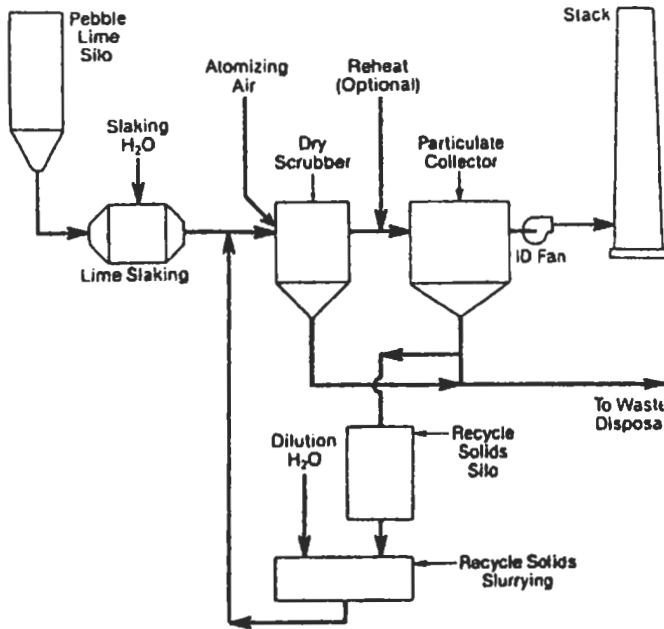 Pebble
Lime
Silo
Stack
Atomizing
Air
Reheat
(Optional)
Slaking
H₂O
Dry
Scrubber
Particulate
Collector
Lime Slaking
ID Fan
To Waste
Disposa
Dilution
H₂O
Recycle
Solids
Silo
Recycle Solids
Slurrying